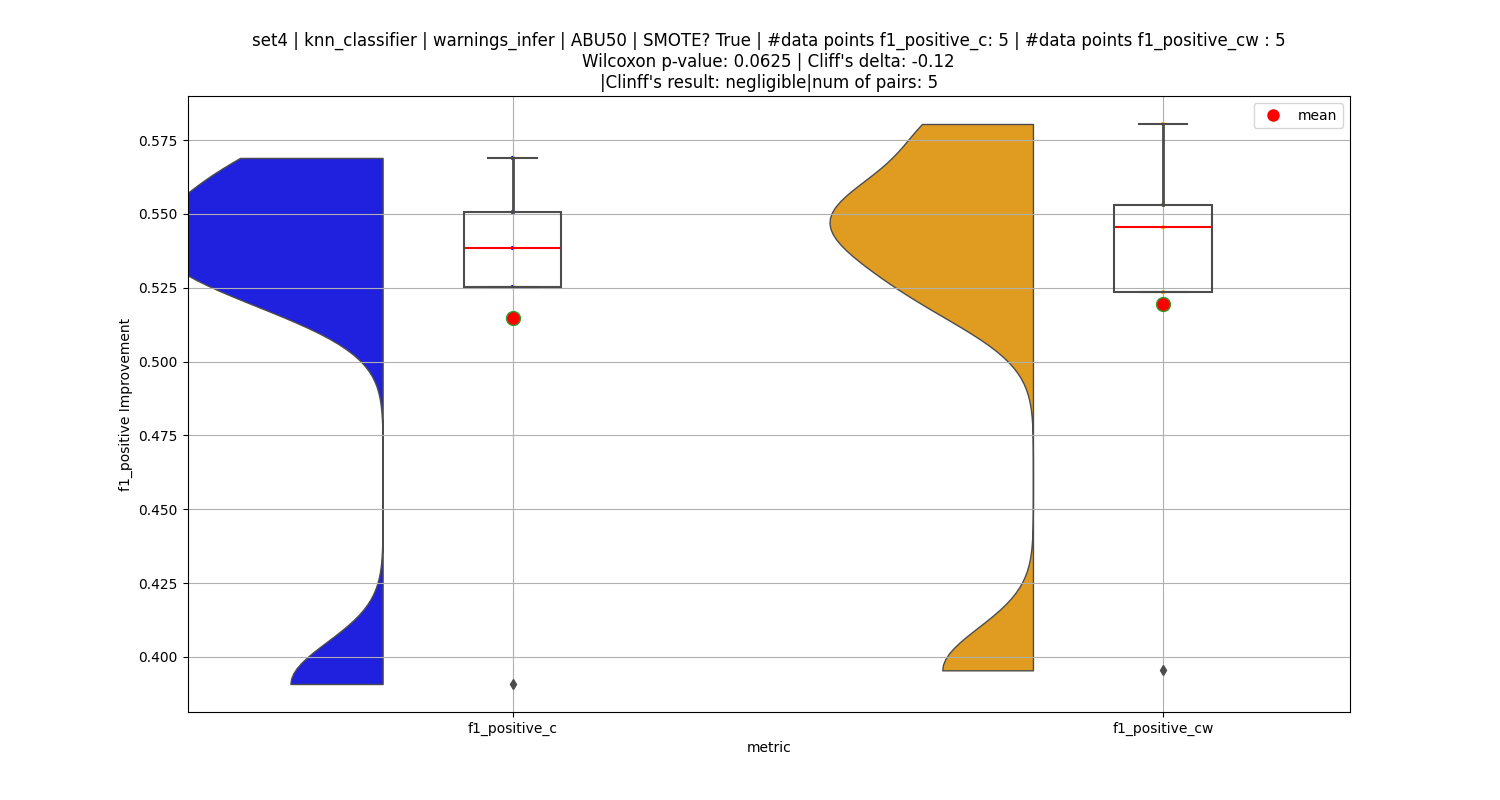 set4 | knn_classifier | warnings_infer | ABU50 | SMOTE? True | #data points f1_positive_c: 5 | #data points f1_positive_cw : 5
Wilcoxon p-value: 0.0625 | Cliff's delta: -0.12
|Clinff's result: negligible|num of pairs: 5
mean
0.575
0.550
0.525
0.500
0.475
0.450
0.425
0.400
f1_positive Improvement
f1_positive_c
f1_positive_cw
metric